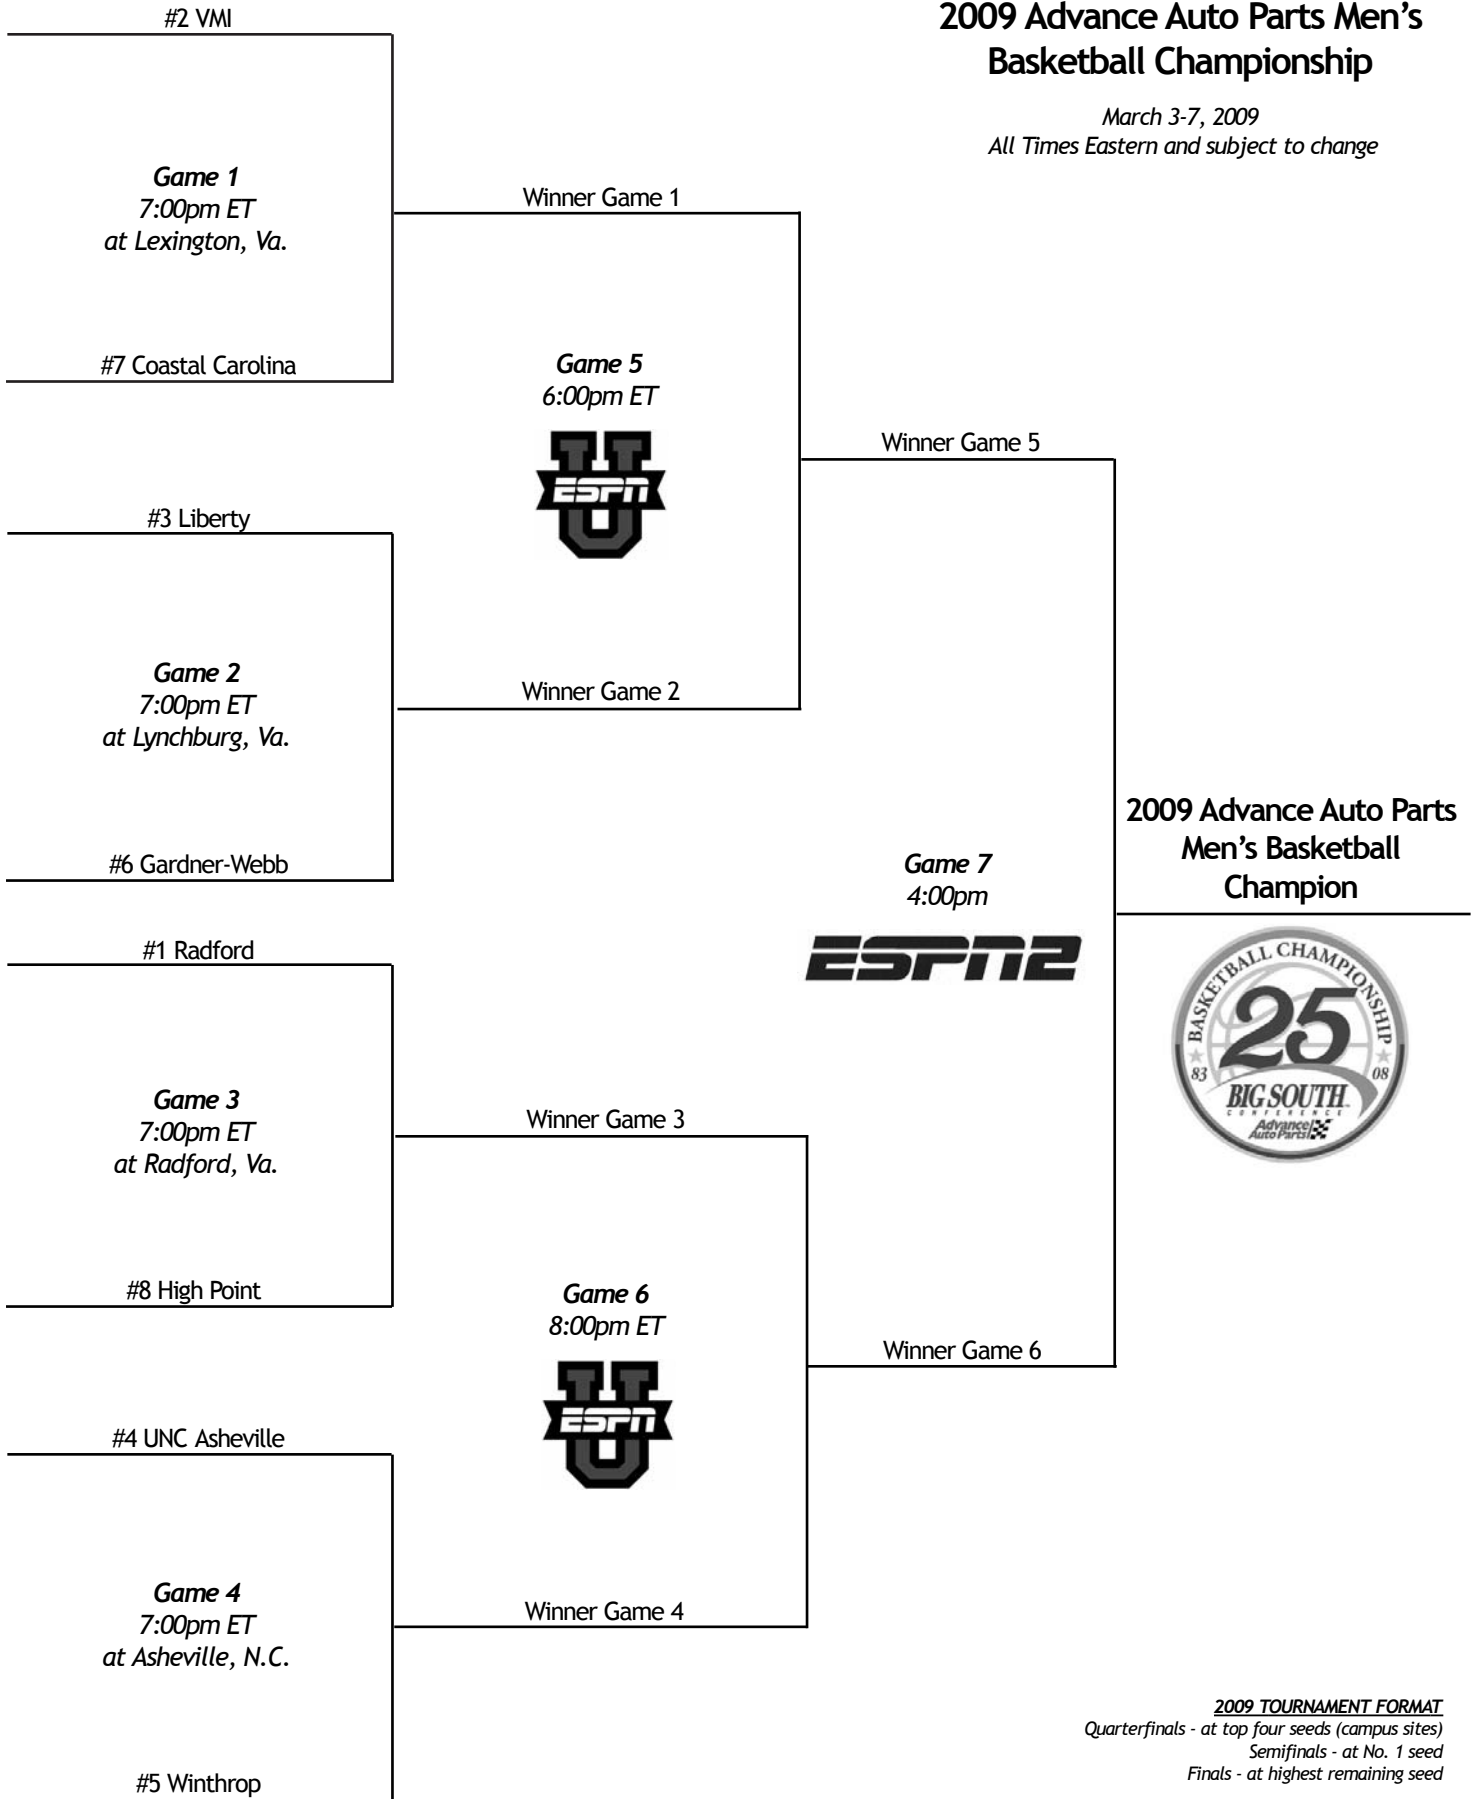 #2 VMI
2009 Advance Auto Parts Men’s
Basketball Championship
March 3-7, 2009
All Times Eastern and subject to change
Game 1
7:00pm ET
at Lexington, Va.
Winner Game 1
#7 Coastal Carolina
Game 5
6:00pm ET
ESPN
U
Winner Game 5
#3 Liberty
Game 2
7:00pm ET
at Lynchburg, Va.
Winner Game 2
#6 Gardner-Webb
Game 7
4:00pm
ESPN2
2009 Advance Auto Parts
Men’s Basketball
Champion
BASKETBALL CHAMPIONSHIP
25
83
08
BIG SOUTH
CONFERENCE
Advance
Auto Parts
#1 Radford
Game 3
7:00pm ET
at Radford, Va.
Winner Game 3
#8 High Point
Game 6
8:00pm ET
ESPN
U
Winner Game 6
#4 UNC Asheville
Game 4
7:00pm ET
at Asheville, N.C.
Winner Game 4
#5 Winthrop
2009 TOURNAMENT FORMAT
Quarterfinals - at top four seeds (campus sites)
Semifinals - at No. 1 seed
Finals - at highest remaining seed